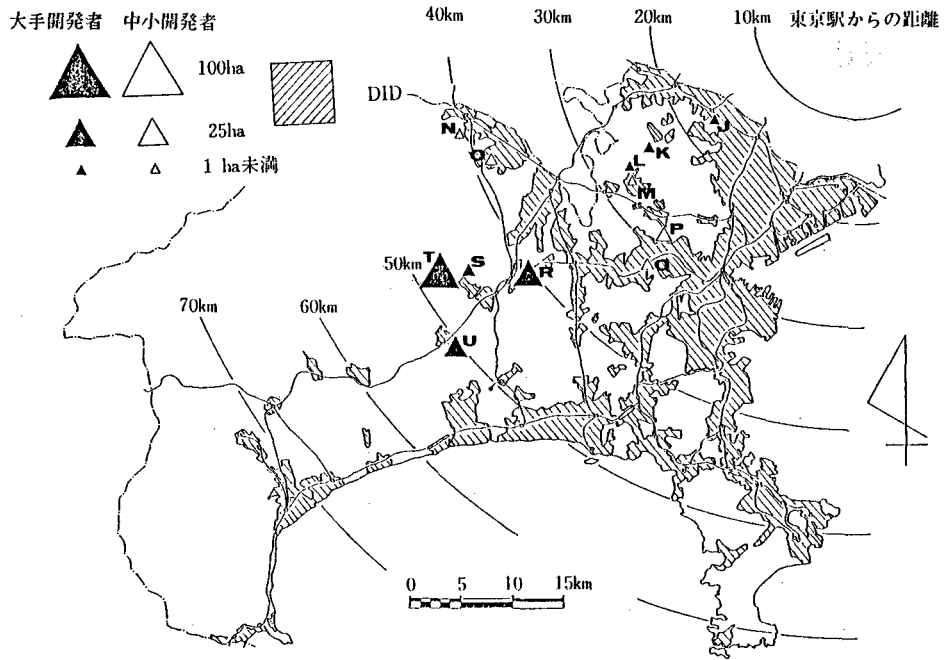 大手開発者 中小開発者
100ha
25ha
1 ha未満
DID
40km
30km
20km
10km
東京駅からの距離
N
O
J
K
L
M
P
Q
R
S
T
U
50km
60km
70km
0 5 10 15km